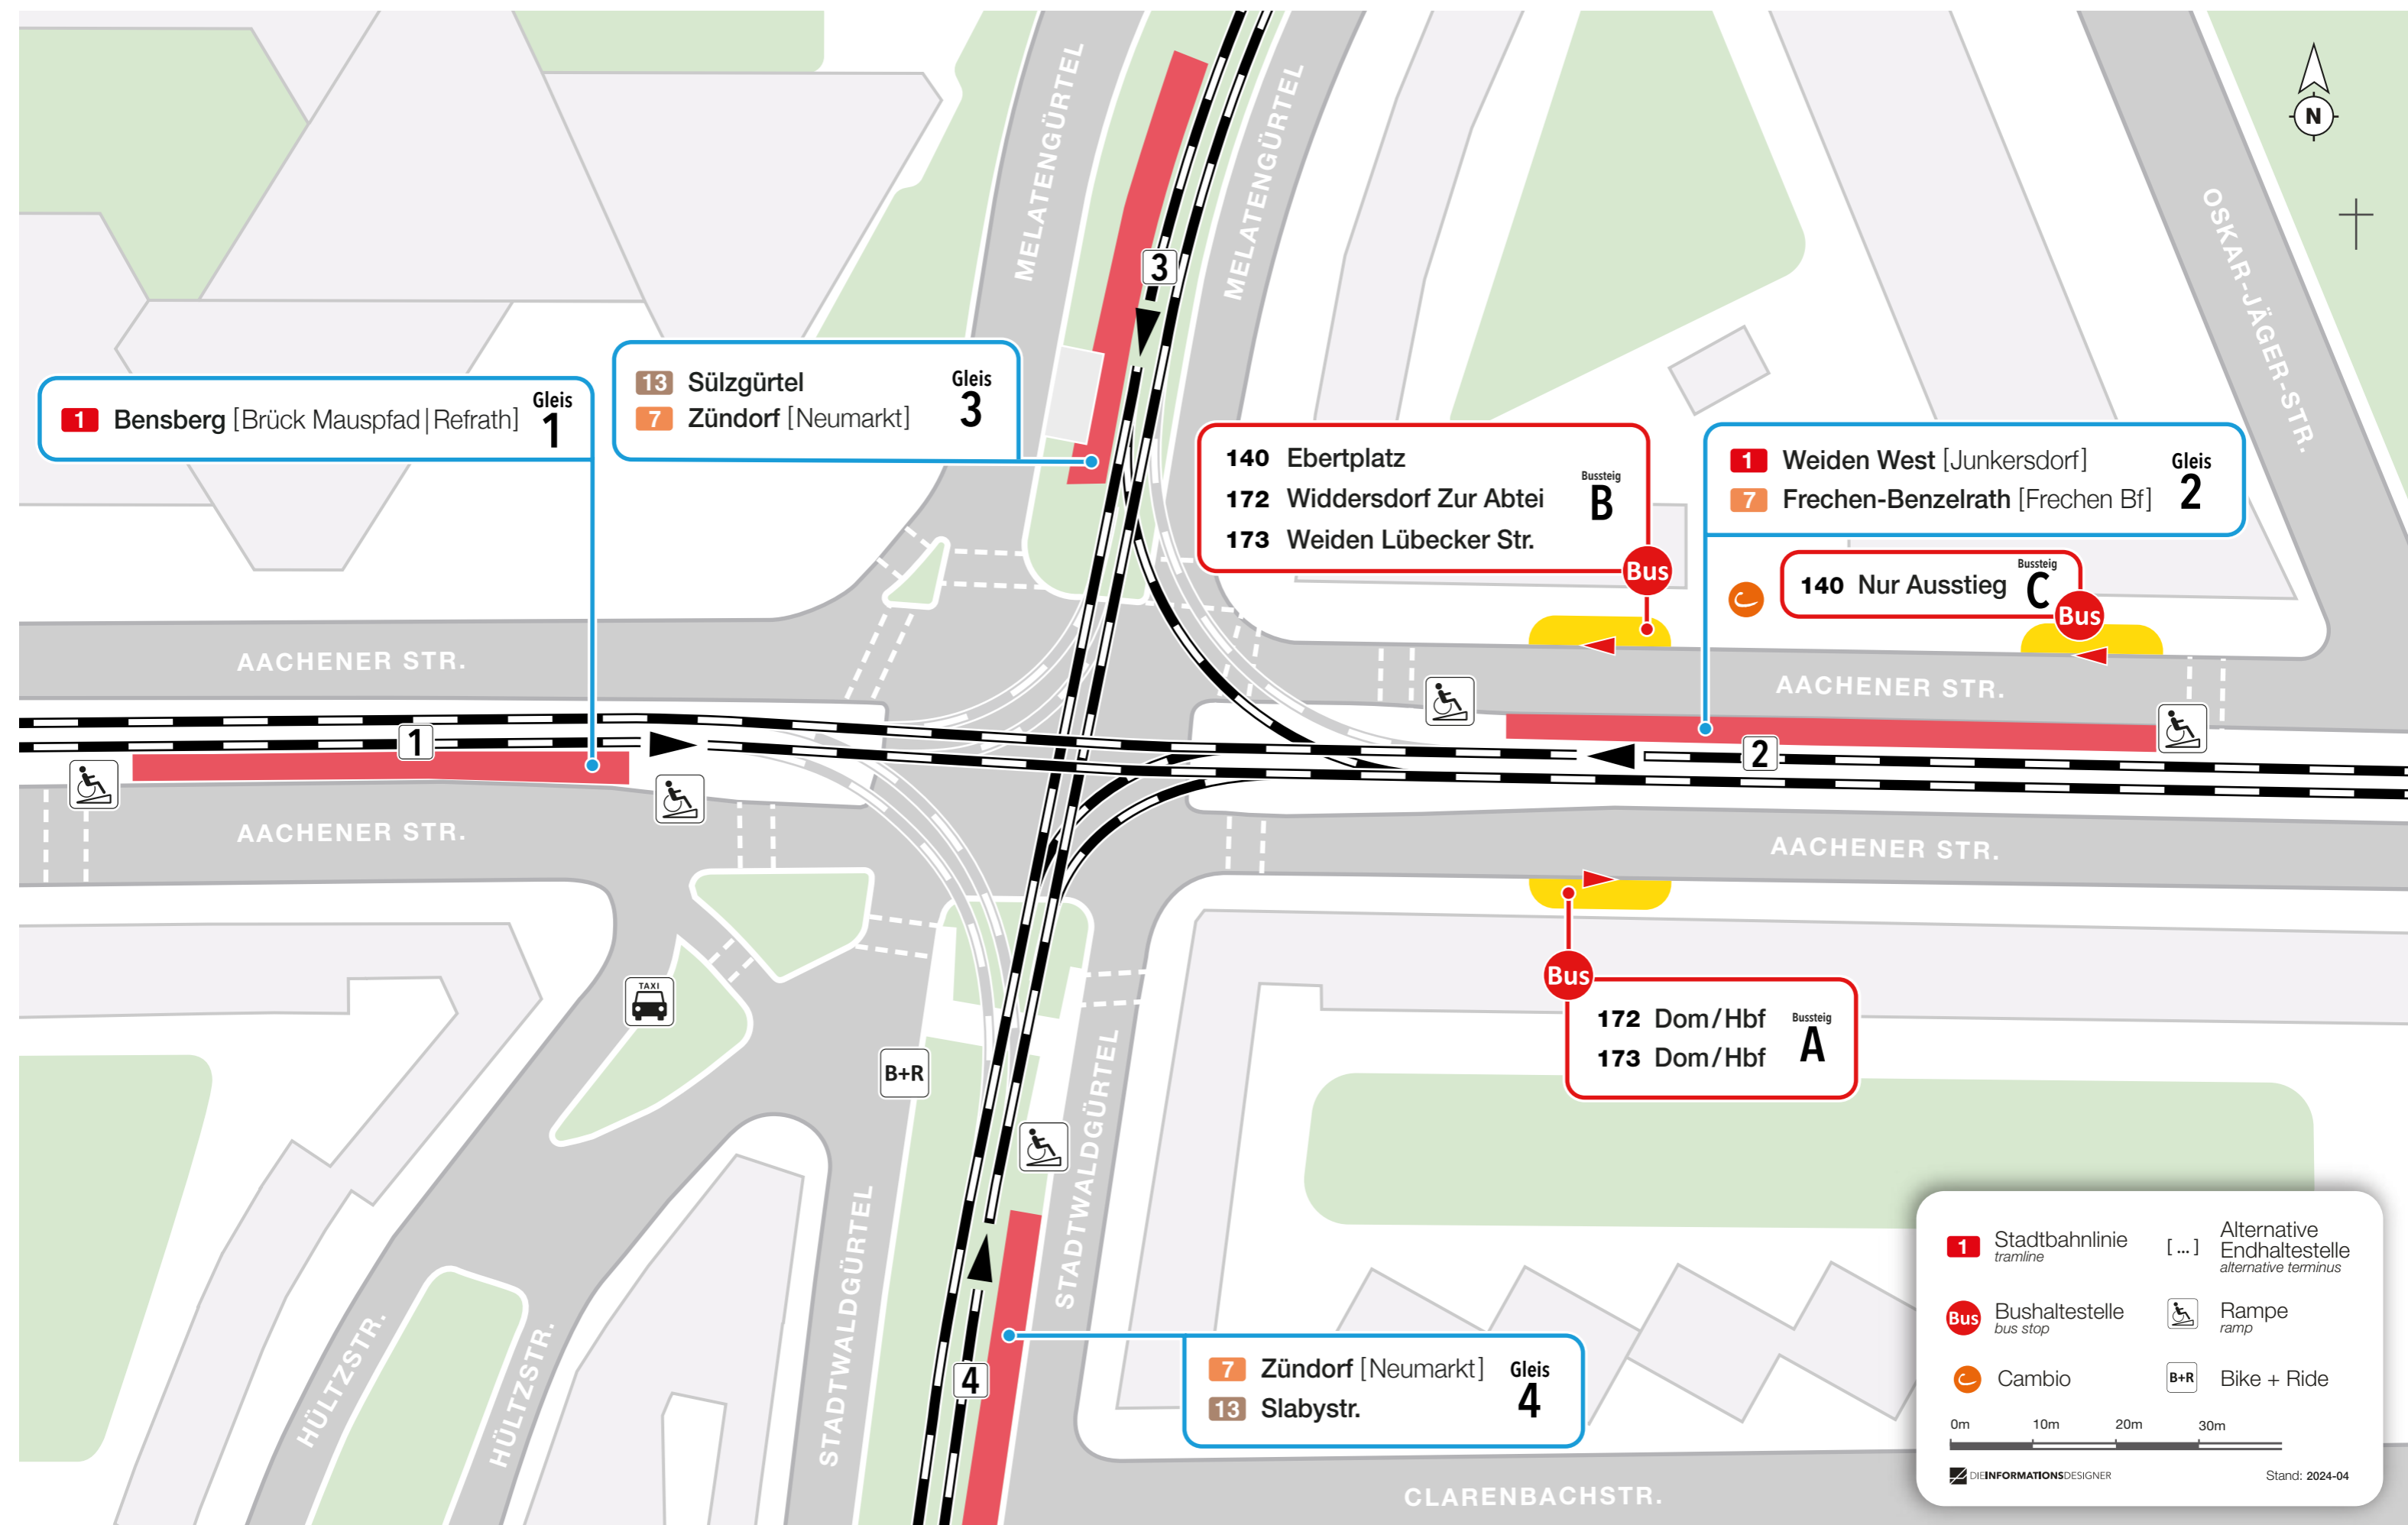 MELATENGÜRTEL
MELATENGÜRTEL
OSKAR-JÄGER-STR.
N
3
1 Bensberg [Brück Mauspfad|Refrath] Gleis 1
13 Sülzgürtel
7 Zündorf [Neumarkt]
Gleis 3
140 Ebertplatz
172 Widdersdorf Zur Abtei
173 Weiden Lübecker Str.
Bussteig B
Bus
1 Weiden West [Junkersdorf]
7 Frechen-Benzelrath [Frechen Bf]
Gleis 2
140 Nur Ausstieg Bussteig C
Bus
AACHENER STR.
AACHENER STR.
1
2
AACHENER STR.
AACHENER STR.
Bus
172 Dom/Hbf
173 Dom/Hbf
Bussteig A
TAXI
B+R
STADTWALDGÜRTEL
STADTWALDGÜRTEL
HÜLTZSTR.
HÜLTZSTR.
4
7 Zündorf [Neumarkt]
13 Slabystr.
Gleis 4
CLARENBACHSTR.
1 Stadtbahnlinie
tramline
[...] Alternative
Endhaltestelle
alternative terminus
Bus Bushaltestelle
bus stop
Rampe
ramp
Cambio
B+R Bike + Ride
0m 10m 20m 30m
DIEINFORMATIONSDESIGNER
Stand: 2024-04